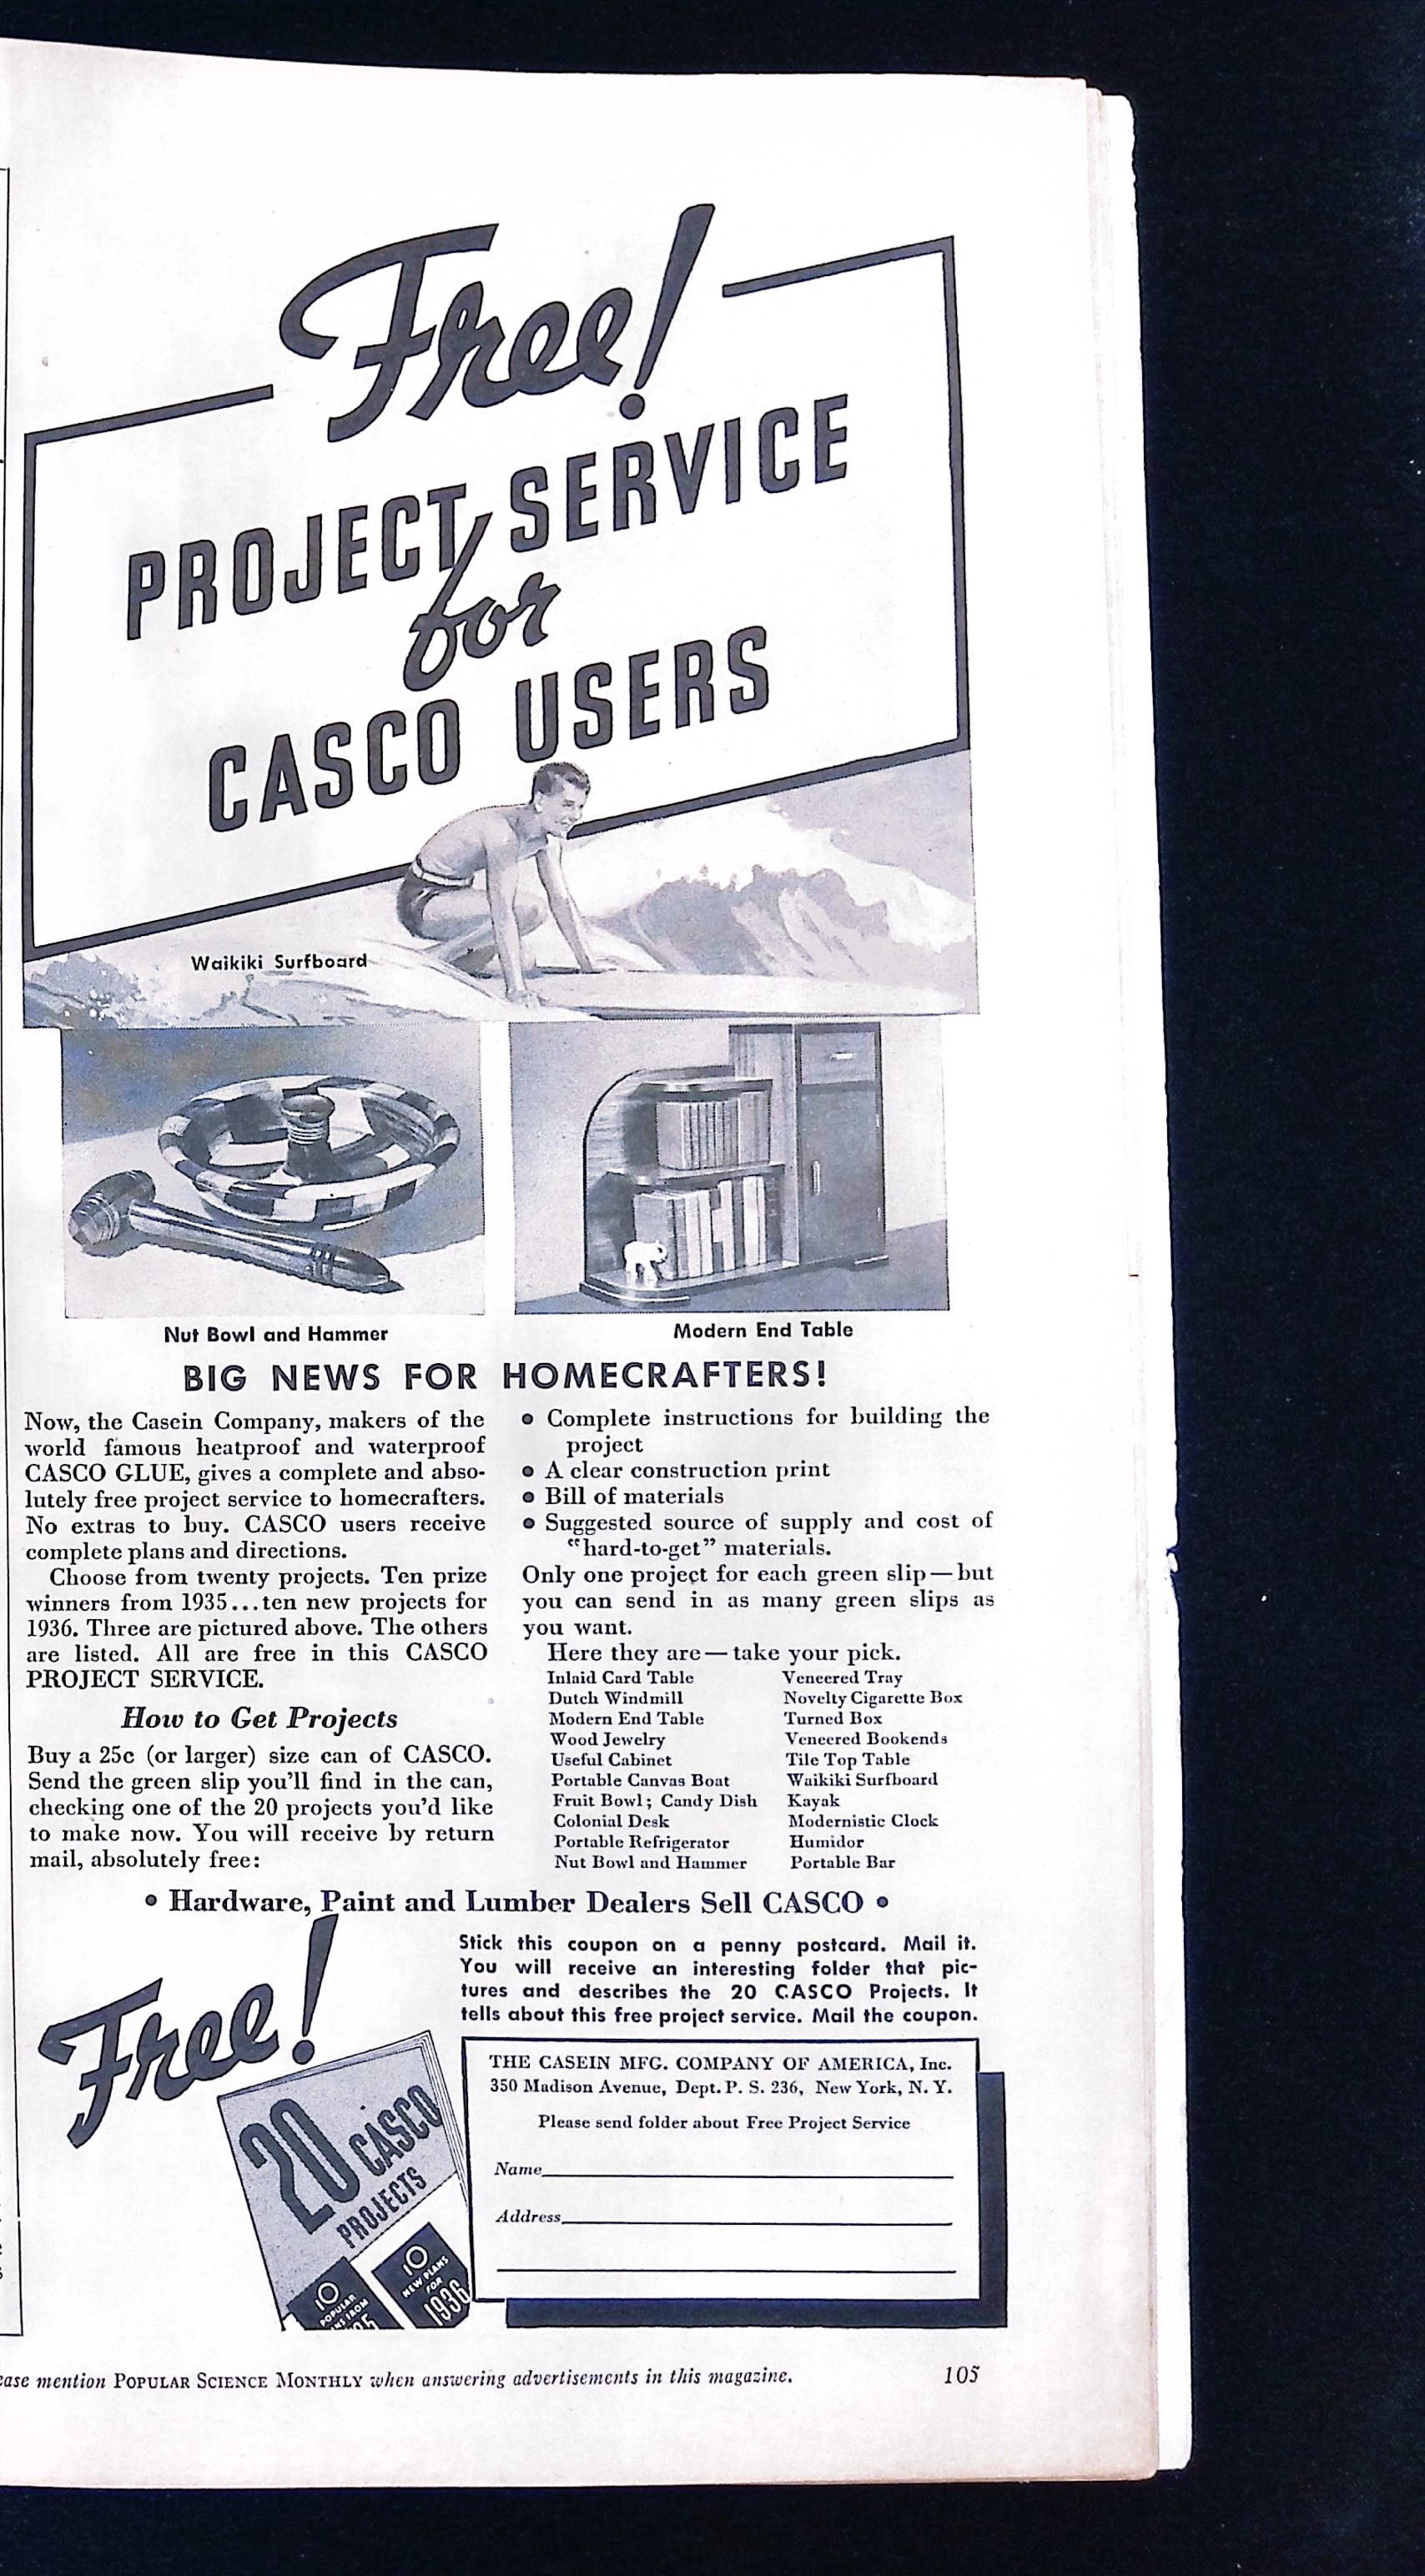 Free!
PROJECT SERVICE
for
CASCO USERS
Waikiki Surfboard
Nut Bowl and Hammer
Modern End Table
BIG NEWS FOR HOMECRAFTERS!
Now, the Casein Company, makers of the
world famous heatproof and waterproof
CASCO GLUE, gives a complete and abso-
lutely free project service to homecrafters.
No extras to buy. CASCO users receive
complete plans and directions.
Choose from twenty projects. Ten prize
winners from 1935...ten new projects for
1936. Three are pictured above. The others
are listed. All are free in this CASCO
PROJECT SERVICE.
How to Get Projects
Buy a 25c (or larger) size can of CASCO.
Send the green slip you'll find in the can,
checking one of the 20 projects you'd like
to make now. You will receive by return
mail, absolutely free:
• Complete instructions for building the
project
• A clear construction print
• Bill of materials
• Suggested source of supply and cost of
"hard-to-get" materials.
Only one project for each green slip—but
you can send in as many green slips as
you want.
Here they are—take your pick.
Inlaid Card Table
Dutch Windmill
Modern End Table
Wood Jewelry
Useful Cabinet
Portable Canvas Boat
Fruit Bowl; Candy Dish
Colonial Desk
Portable Refrigerator
Nut Bowl and Hammer
Veneered Tray
Novelty Cigarette Box
Turned Box
Veneered Bookends
Tile Top Table
Waikiki Surfboard
Kayak
Modernistic Clock
Humidor
Portable Bar
• Hardware, Paint and Lumber Dealers Sell CASCO •
Free!
Stick this coupon on a penny postcard. Mail it.
You will receive an interesting folder that pic-
tures and describes the 20 CASCO Projects. It
tells about this free project service. Mail the coupon.
20 CASCO
PROJECTS
10
POPULAR
FROM
10
NEW PLANS
FOR
1936
THE CASEIN MFG. COMPANY OF AMERICA, Inc.
350 Madison Avenue, Dept. P. S. 236, New York, N. Y.
Please send folder about Free Project Service
Name
Address
ease mention POPULAR SCIENCE MONTHLY when answering advertisements in this magazine.
105